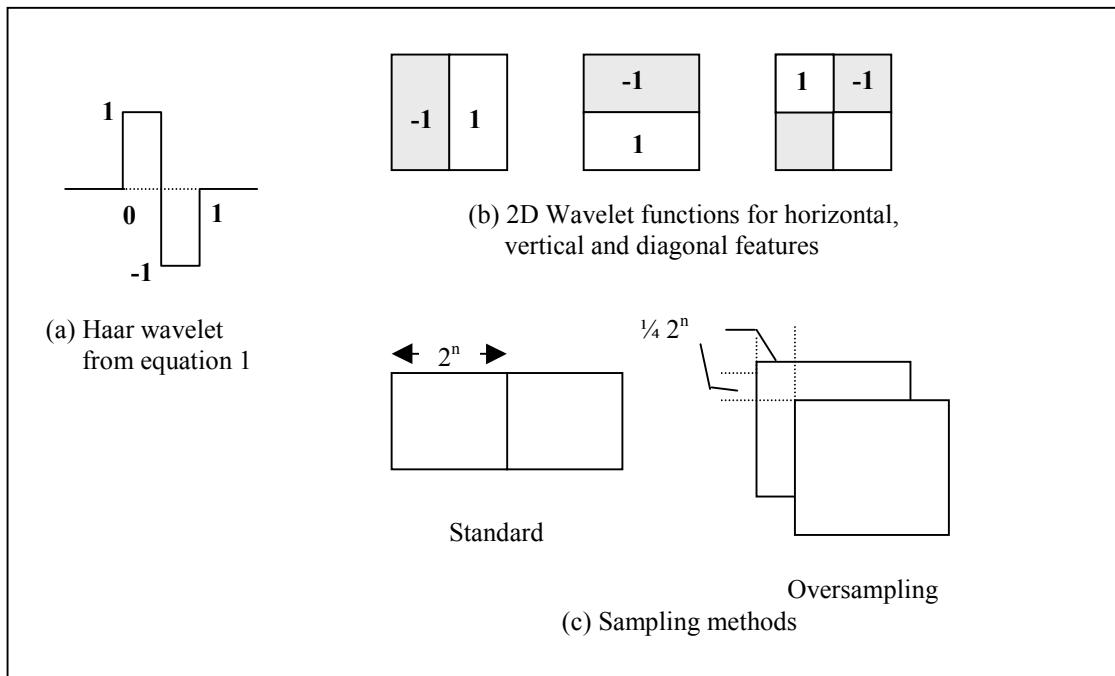 1
0
1
-1
(a) Haar wavelet
from equation 1
-1 1
-1
1
1 -1
(b) 2D Wavelet functions for horizontal,
vertical and diagonal features
2ⁿ
Standard
¼ 2ⁿ
Oversampling
(c) Sampling methods